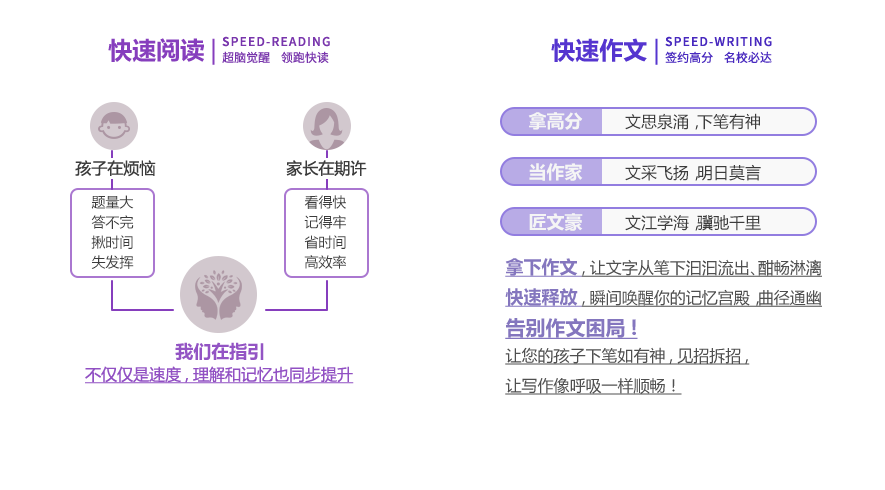 快速阅读
SPEED-READING
超脑觉醒 领跑快读
孩子在烦恼
家长在期许
题量大
答不完
揪时间
失发挥
看得快
记得牢
省时间
高效率
我们在指引
不仅仅是速度,理解和记忆也同步提升
快速作文
SPEED-WRITING
签约高分 名校必达
拿高分 文思泉涌,下笔有神
当作家 文采飞扬,明日莫言
匠文豪 文江学海,骥驰千里
拿下作文,让文字从笔下汩汩流出、酣畅淋漓
快速释放,瞬间唤醒你的记忆宫殿,曲径通幽
告别作文困局！
让您的孩子下笔如有神,见招拆招,
让写作像呼吸一样顺畅！